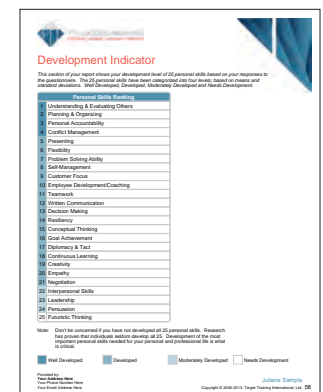 Development Indicator
This section of your report shows your development level of 25 personal skills based on your responses to
the questionnaire. The 25 personal skills have been categorized into four levels; based on means and
standard deviations. Well Developed, Developed, Moderately Developed and Needs Development.
Personal Skills Ranking
1 Understanding & Evaluating Others
2 Planning & Organizing
3 Personal Accountability
4 Conflict Management
5 Presenting
6 Flexibility
7 Problem Solving Ability
8 Self-Management
9 Customer Focus
10 Employee Development/Coaching
11 Teamwork
12 Written Communication
13 Decision Making
14 Resiliency
15 Conceptual Thinking
16 Goal Achievement
17 Diplomacy & Tact
18 Continuous Learning
19 Creativity
20 Empathy
21 Negotiation
22 Interpersonal Skills
23 Leadership
24 Persuasion
25 Futuristic Thinking
Note: Don't be concerned if you have not developed all 25 personal skills. Research
has proven that individuals seldom develop all 25. Development of the most
important personal skills needed for your personal and professional life is what
is critical.
Well Developed Developed Moderately Developed Needs Development
Provided by:
Your Address Here
Your Phone Number Here
Your Email Address Here
Juliane Sample
Copyright © 2006-2013. Target Training International, Ltd. 58